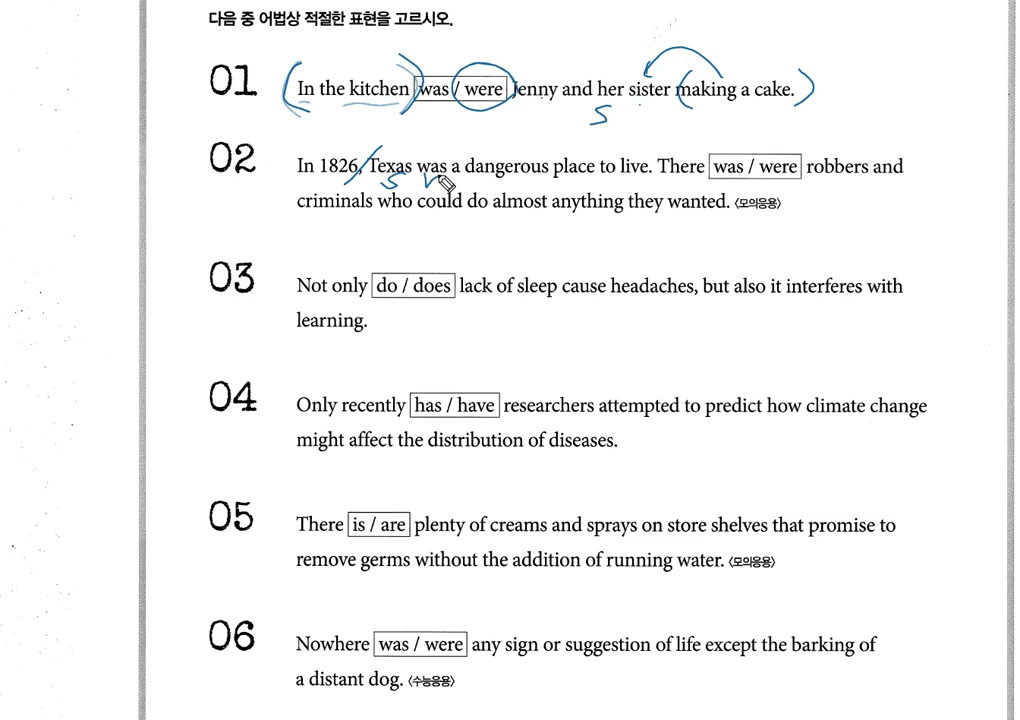 다음 중 어법상 적절한 표현을 고르시오.
01 In the kitchen was / were Jenny and her sister making a cake.
S
02 In 1826, Texas was a dangerous place to live. There was / were robbers and
S V
criminals who could do almost anything they wanted. <모의응용>
03 Not only do / does lack of sleep cause headaches, but also it interferes with
learning.
04 Only recently has / have researchers attempted to predict how climate change
might affect the distribution of diseases.
05 There is / are plenty of creams and sprays on store shelves that promise to
remove germs without the addition of running water. <모의응용>
06 Nowhere was / were any sign or suggestion of life except the barking of
a distant dog. <수능응용>